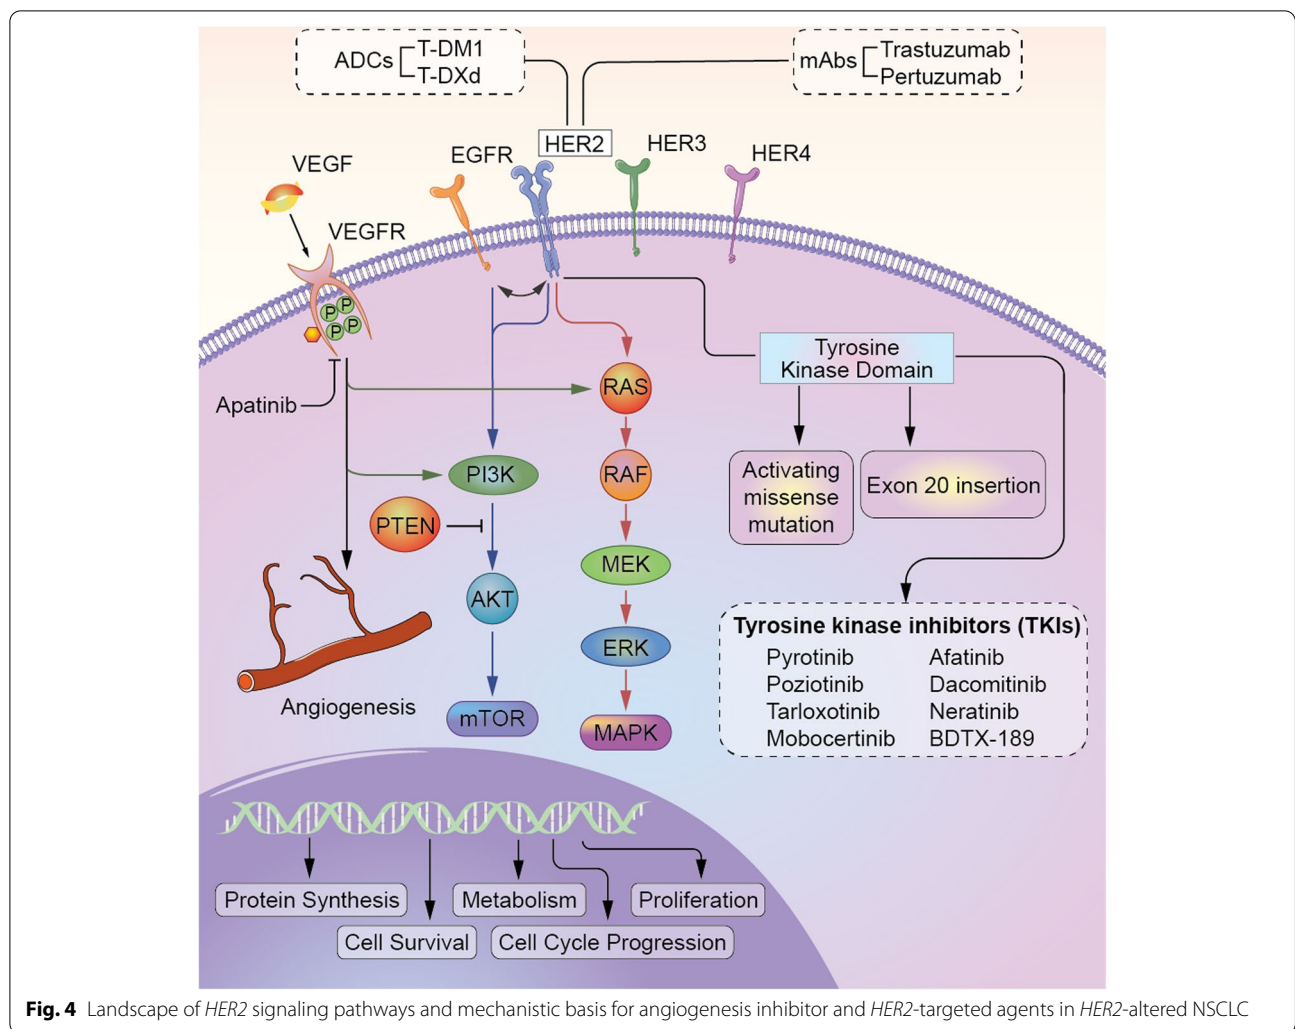 ADCs
T-DM1
T-DXd
mAbs
Trastuzumab
Pertuzumab
HER2
HER3
HER4
EGFR
VEGF
VEGFR
P
P
P
P
Apatinib
RAS
Tyrosine
Kinase Domain
PI3K
RAF
Activating
missense
mutation
Exon 20 insertion
PTEN
MEK
AKT
ERK
Tyrosine kinase inhibitors (TKIs)
Pyrotinib
Afatinib
Poziotinib
Dacomitinib
Tarloxotinib
Neratinib
Mobocertinib
BDTX-189
Angiogenesis
mTOR
MAPK
Protein Synthesis
Metabolism
Proliferation
Cell Survival
Cell Cycle Progression
Fig. 4 Landscape of HER2 signaling pathways and mechanistic basis for angiogenesis inhibitor and HER2-targeted agents in HER2-altered NSCLC